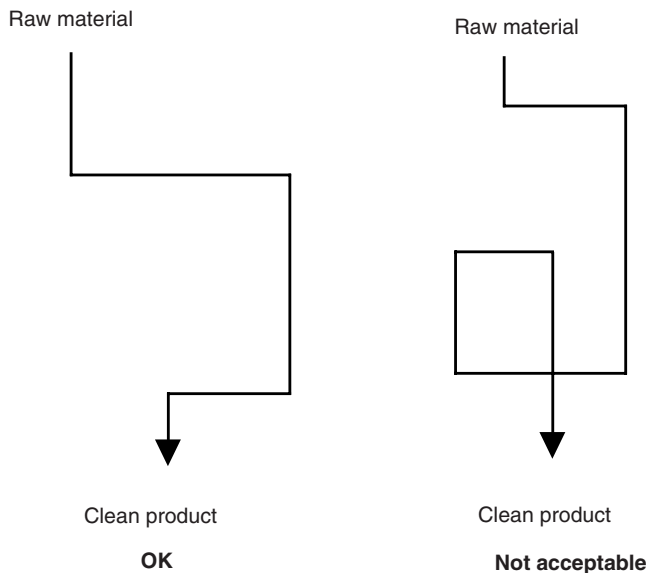 Raw material
Clean product
OK
Raw material
Clean product
Not acceptable